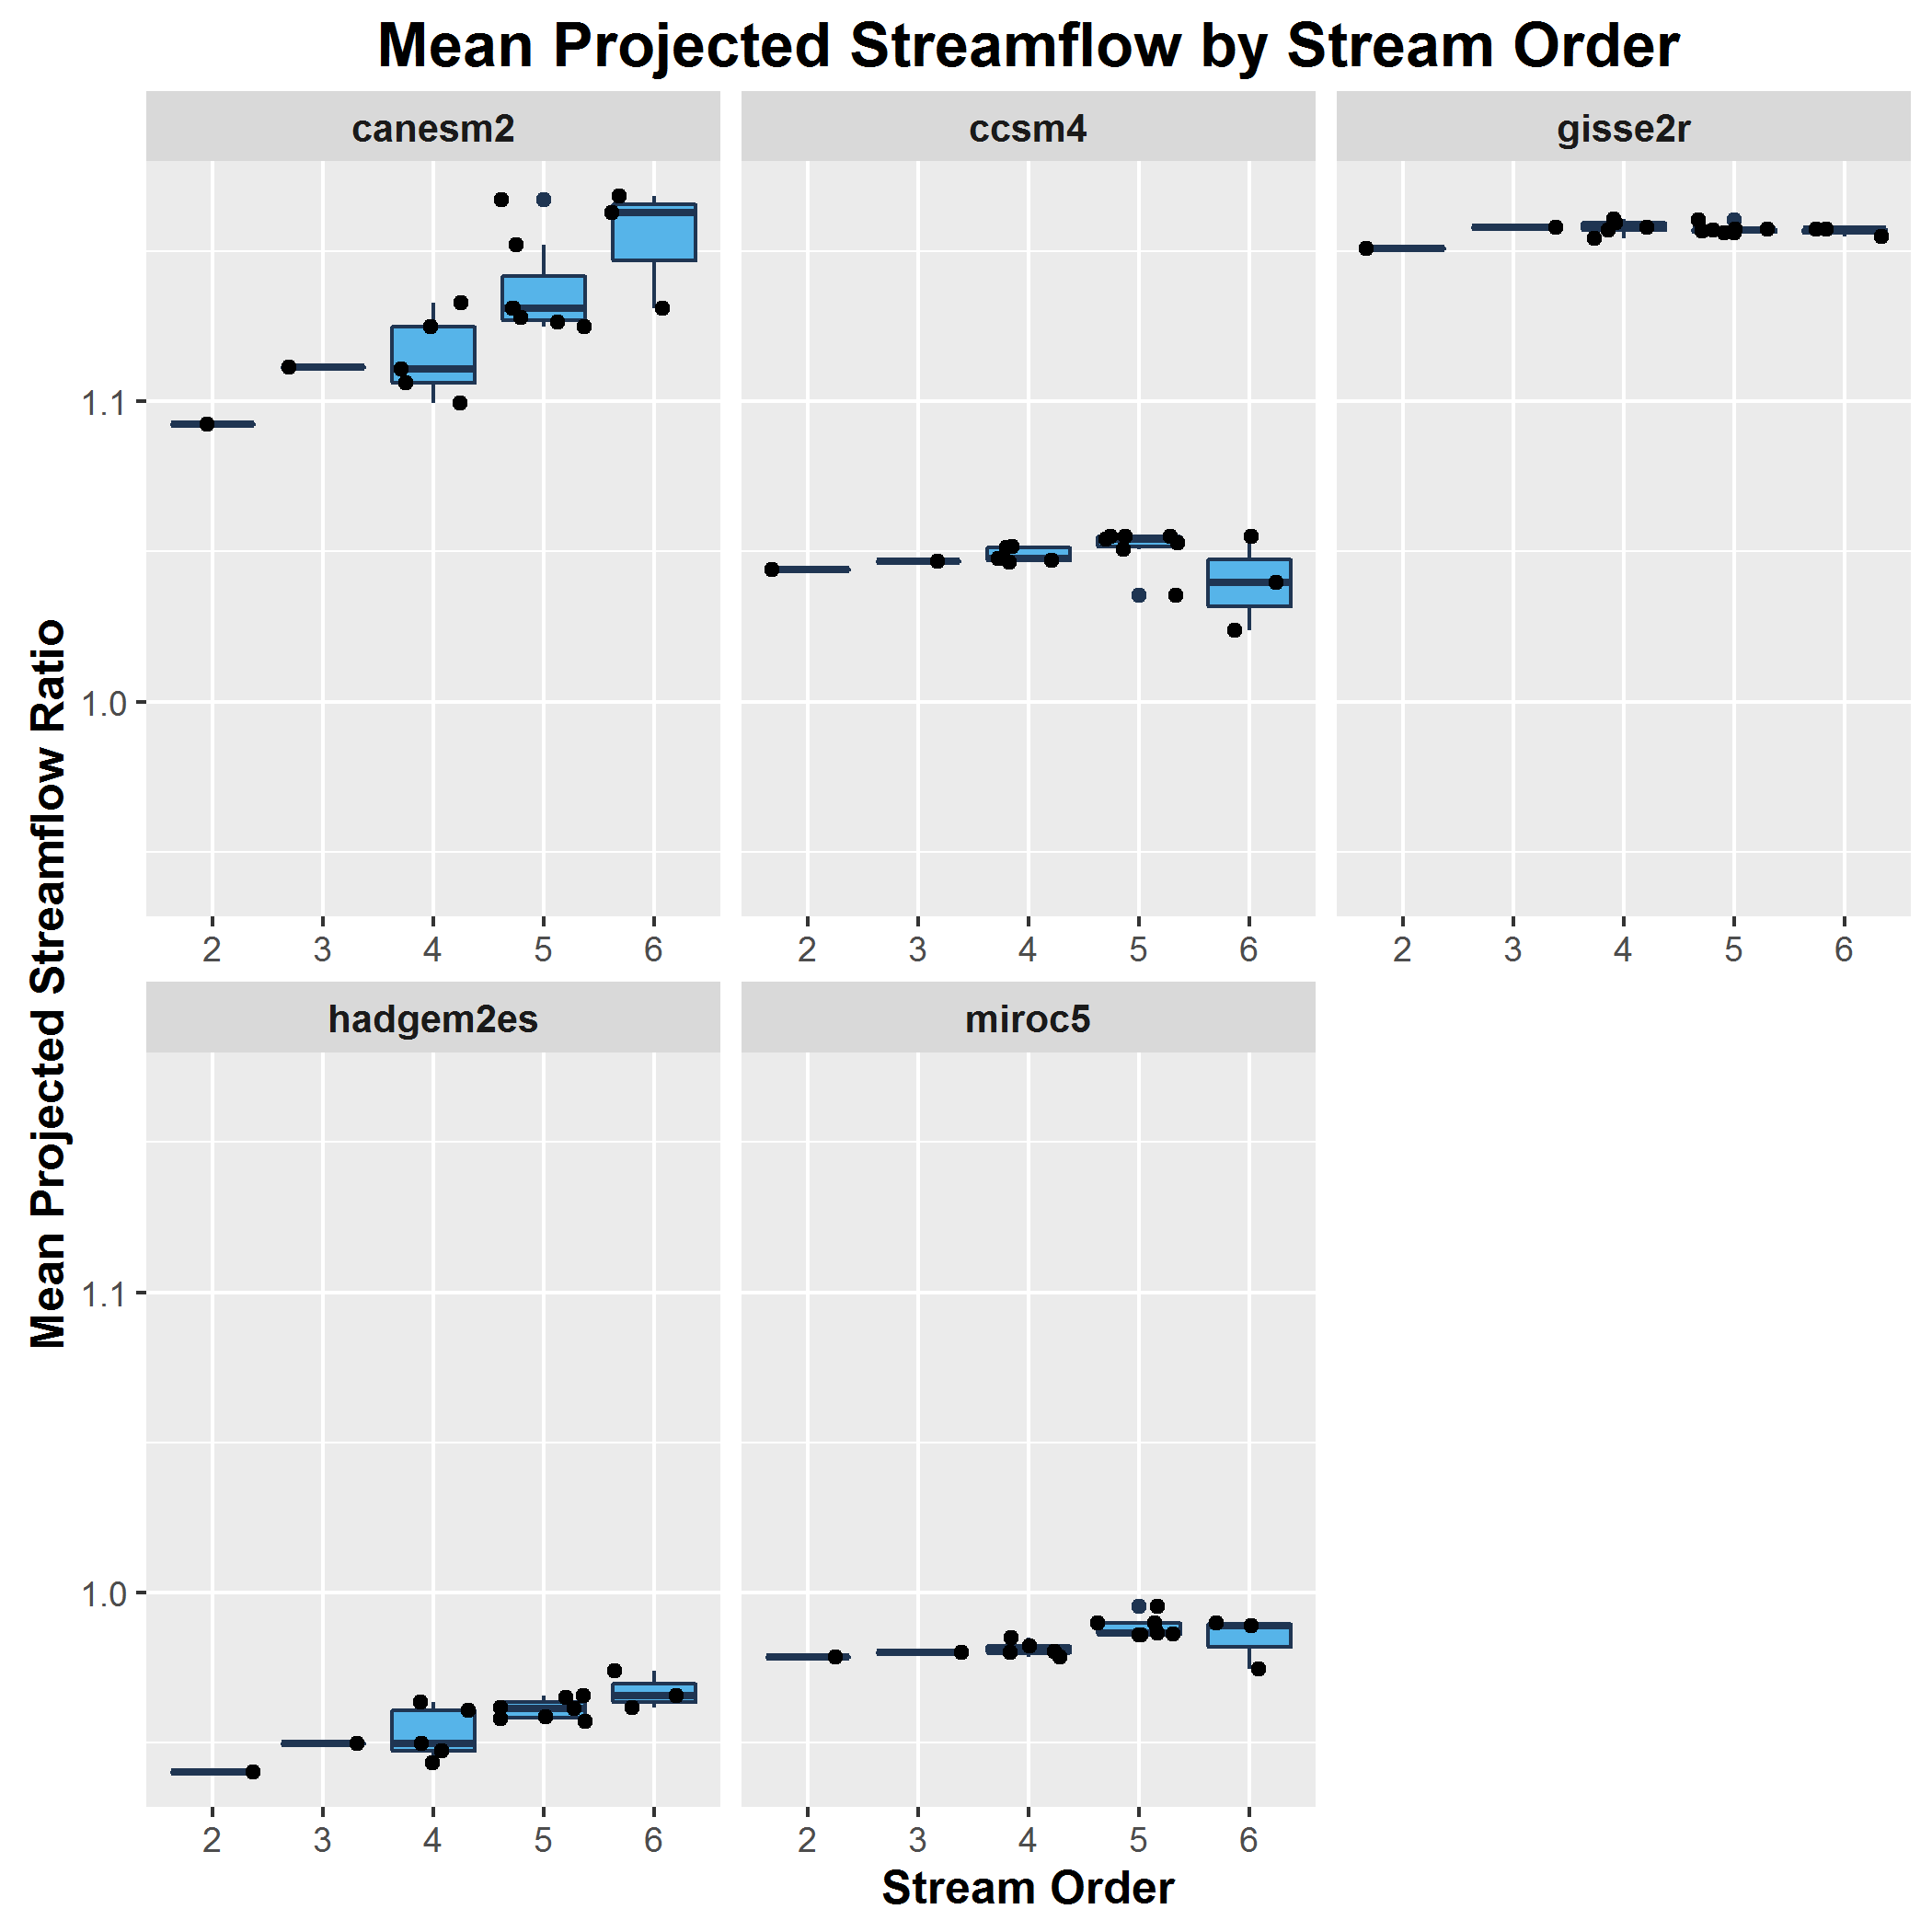 Mean Projected Streamflow by Stream Order
canesm2 ccsm4 gisse2r
1.1
1.0
2 3 4 5 6 2 3 4 5 6 2 3 4 5 6
Mean Projected Streamflow Ratio
hadgem2es miroc5
1.1
1.0
2 3 4 5 6 2 3 4 5 6
Stream Order